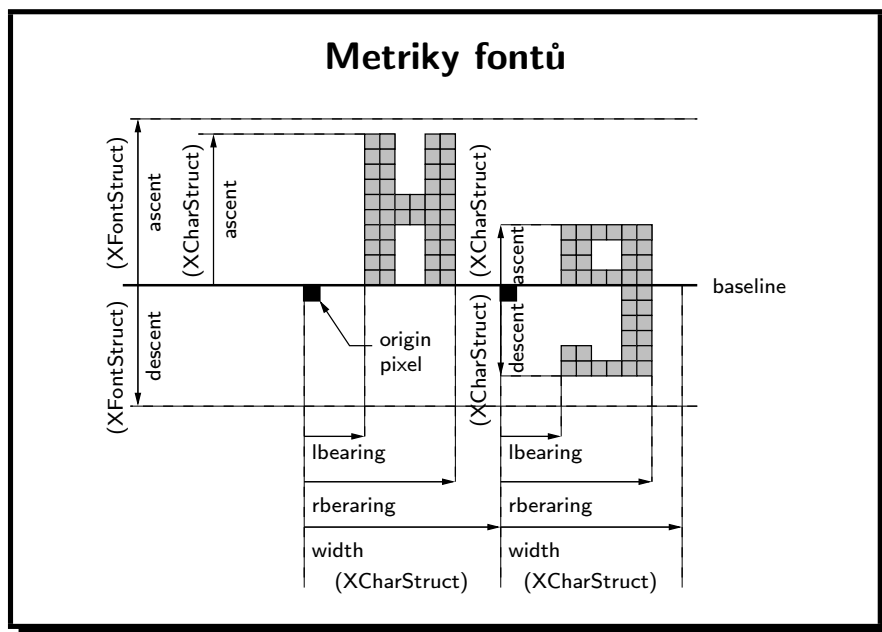 Metriky fontů
(XFontStruct)
ascent
(XCharStruct)
ascent
(XCharStruct)
ascent
baseline
(XFontStruct)
descent
origin
pixel
(XCharStruct)
descent
lbearing
lbearing
rberaring
rberaring
width
width
(XCharStruct)
(XCharStruct)